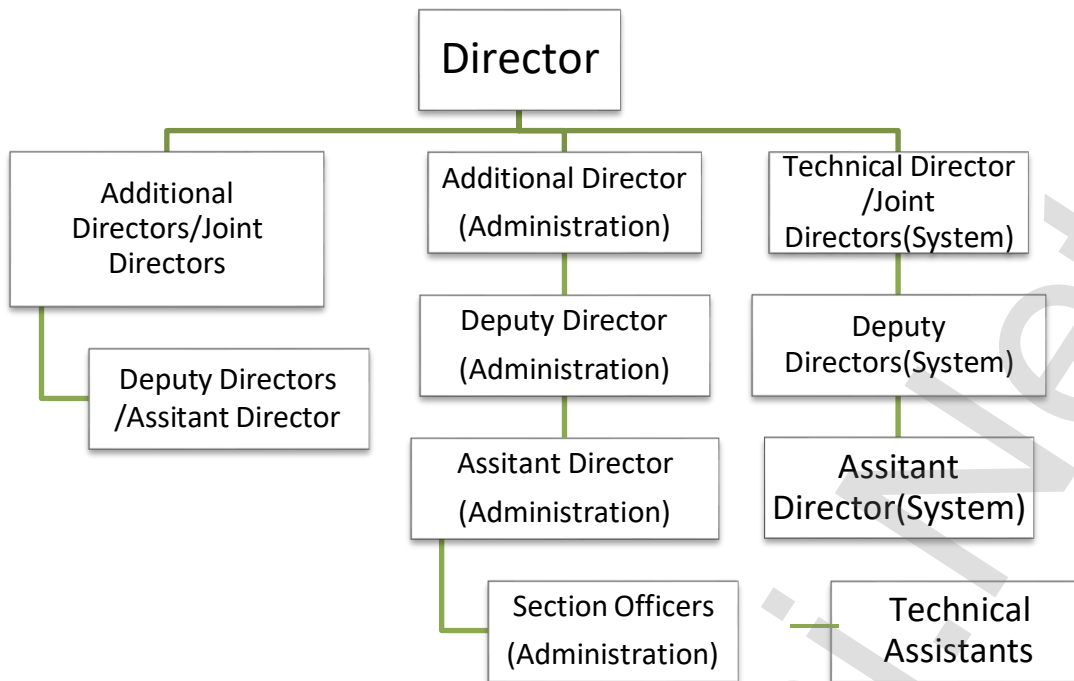 Director
Additional
Directors/Joint
Directors
Deputy Directors
/Assitant Director
Additional Director
(Administration)
Deputy Director
(Administration)
Assitant Director
(Administration)
Section Officers
(Administration)
Technical Director
/Joint
Directors(System)
Deputy
Directors(System)
Assitant
Director(System)
Technical
Assistants